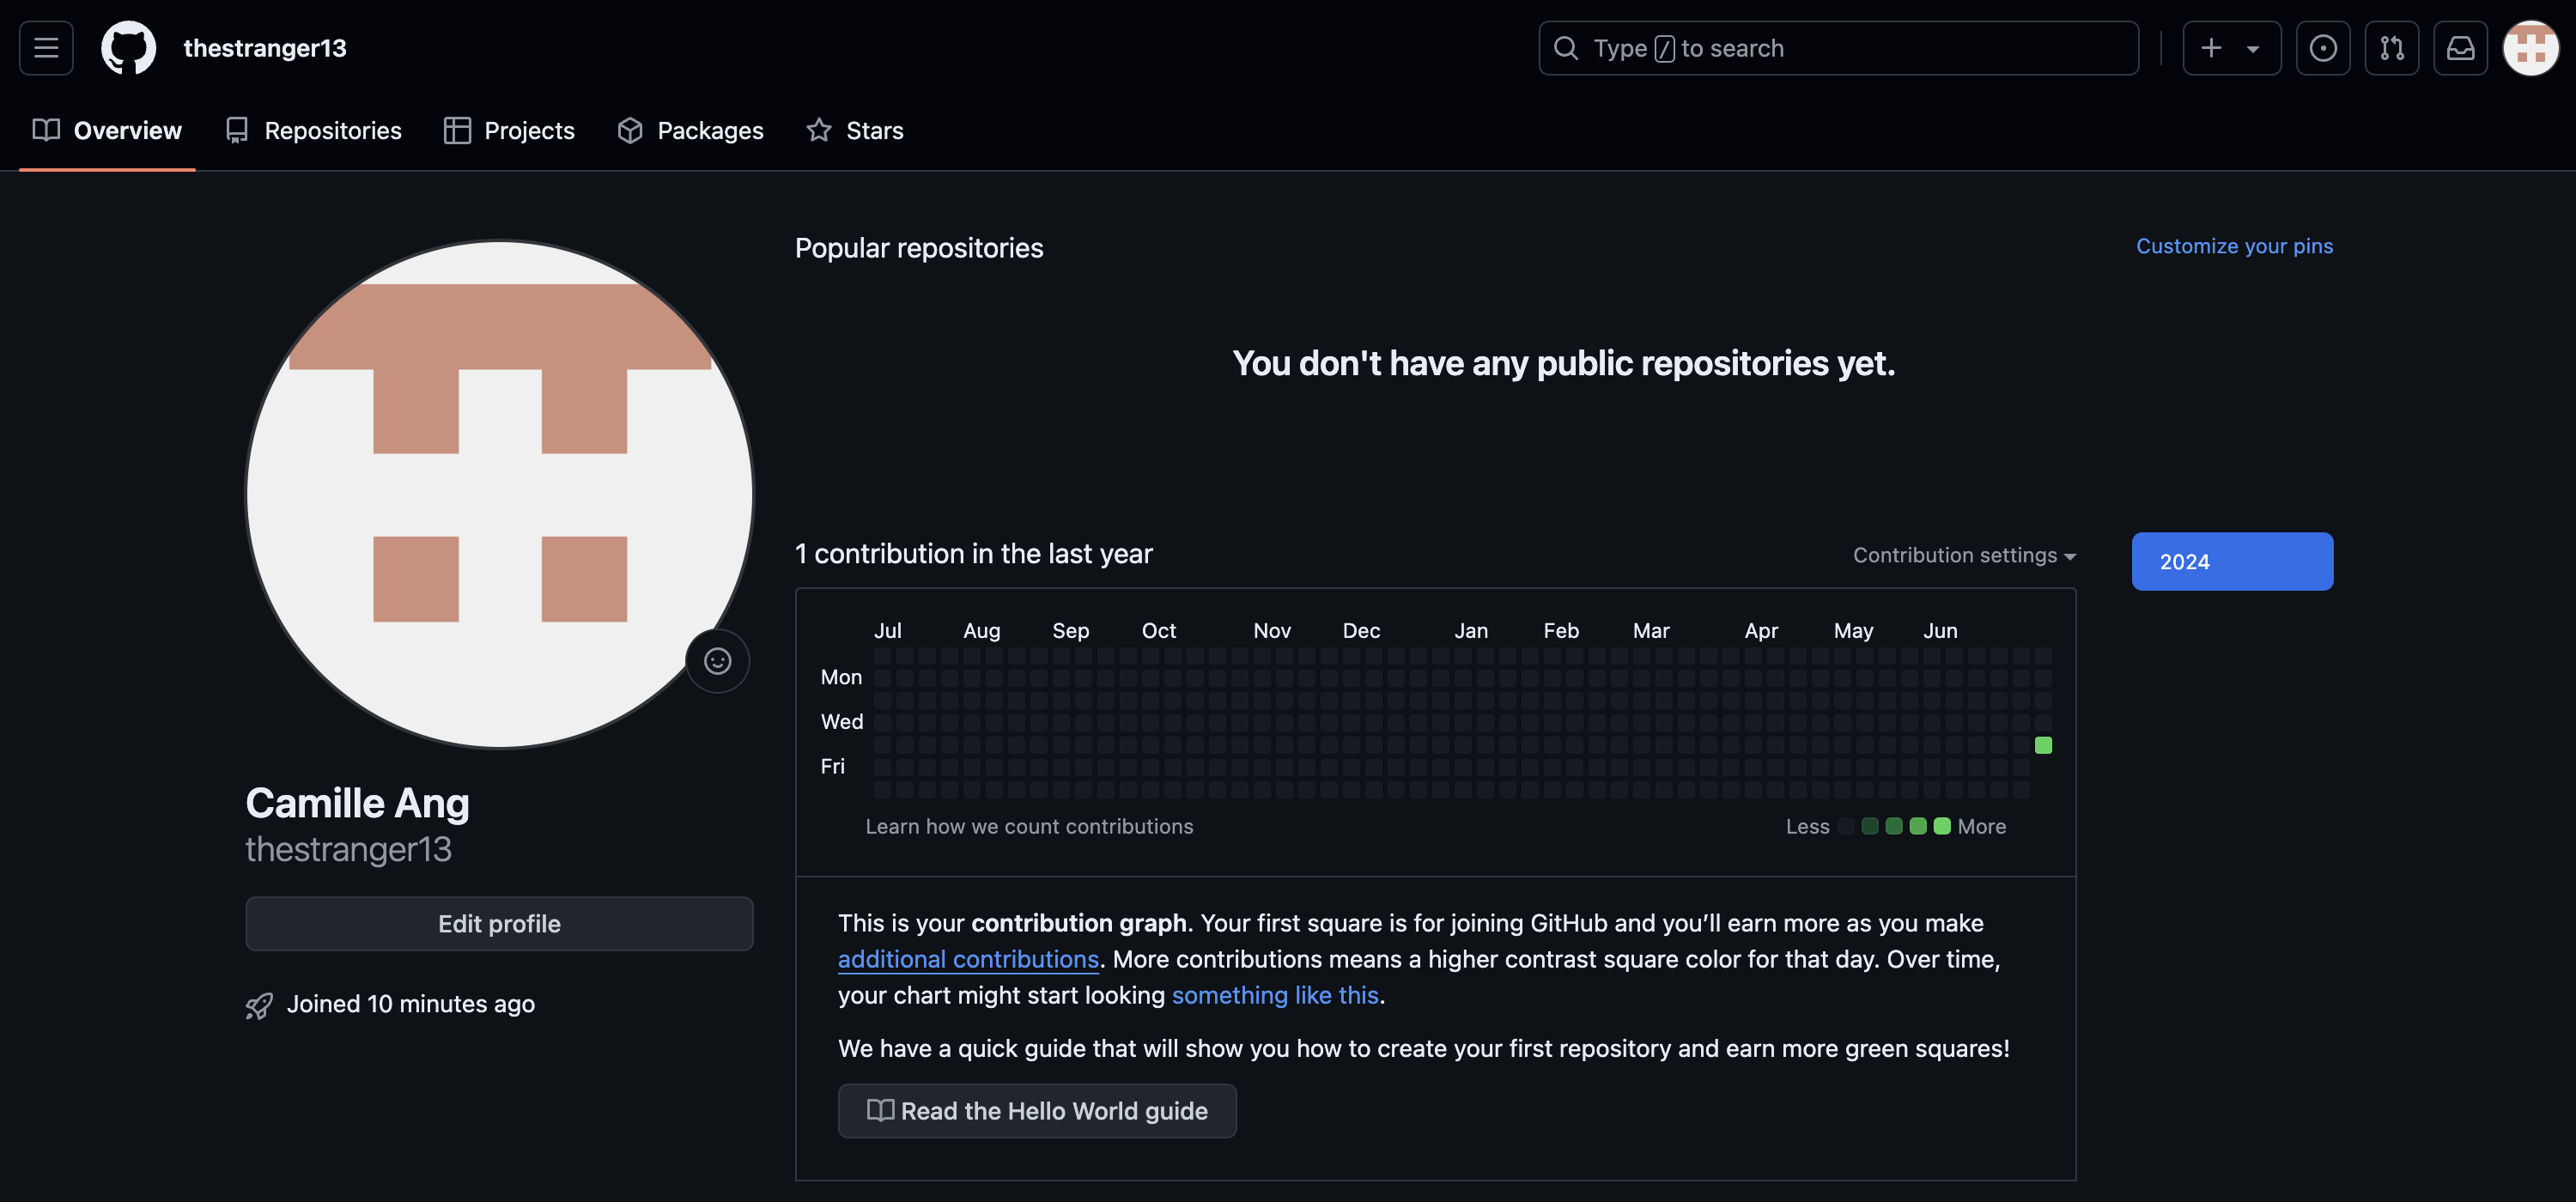 thestranger13
Type / to search
Overview
Repositories
Projects
Packages
Stars
Popular repositories
Customize your pins
You don't have any public repositories yet.
1 contribution in the last year
Contribution settings
2024
Jul Aug Sep Oct Nov Dec Jan Feb Mar Apr May Jun
Mon
Wed
Fri
Learn how we count contributions
Less
More
Camille Ang
thestranger13
Edit profile
Joined 10 minutes ago
This is your contribution graph. Your first square is for joining GitHub and you’ll earn more as you make
additional contributions. More contributions means a higher contrast square color for that day. Over time,
your chart might start looking something like this.
We have a quick guide that will show you how to create your first repository and earn more green squares!
Read the Hello World guide